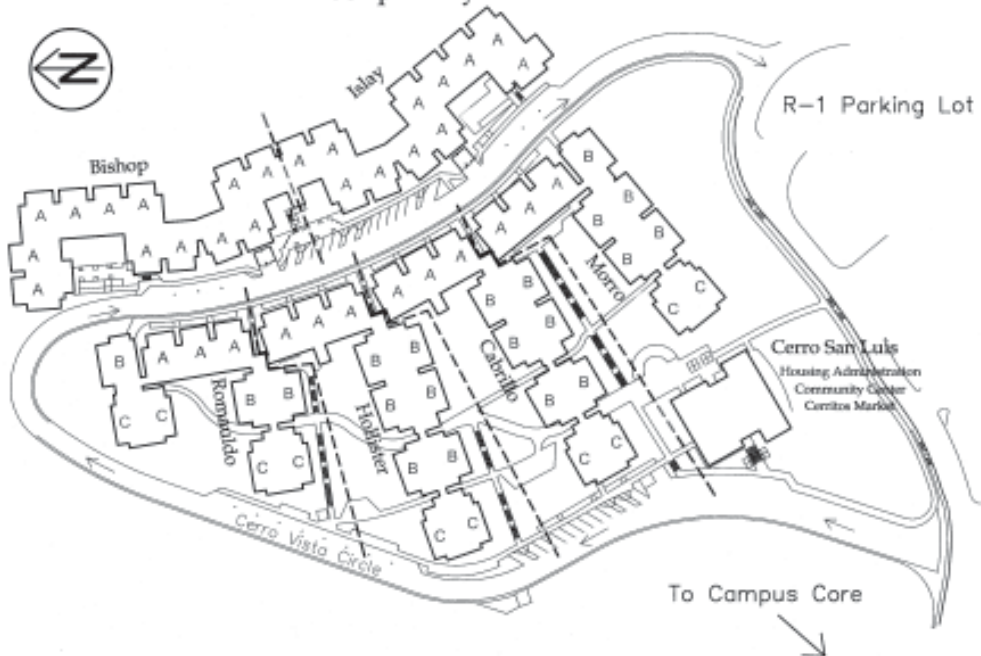 N
Islay
R-1 Parking Lot
Bishop
A A A A A A A A A A A A A A A A A A A A A A A
A A A A A A A A A A A
B B B B B B B B B B B B B B B B B
C C C C C C C C C C
Morro
Cabrillo
Hollister
Romauldo
Cerro San Luis
Housing Administration
Community Center
Cerritos Market
Cerro Vista Circle
To Campus Core